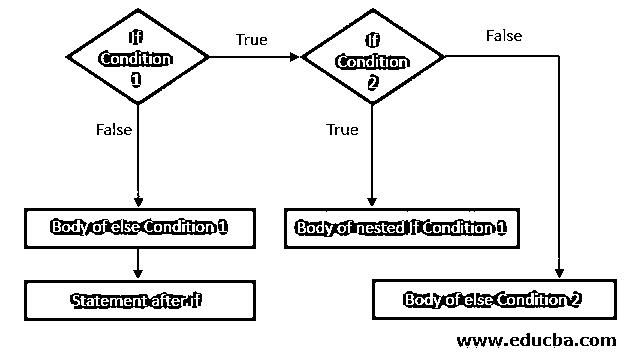 If
Condition
1
True
If
Condition
2
False
False
True
Body of else Condition 1
Body of nested if Condition 1
Statement after if
Body of else Condition 2
www.educba.com